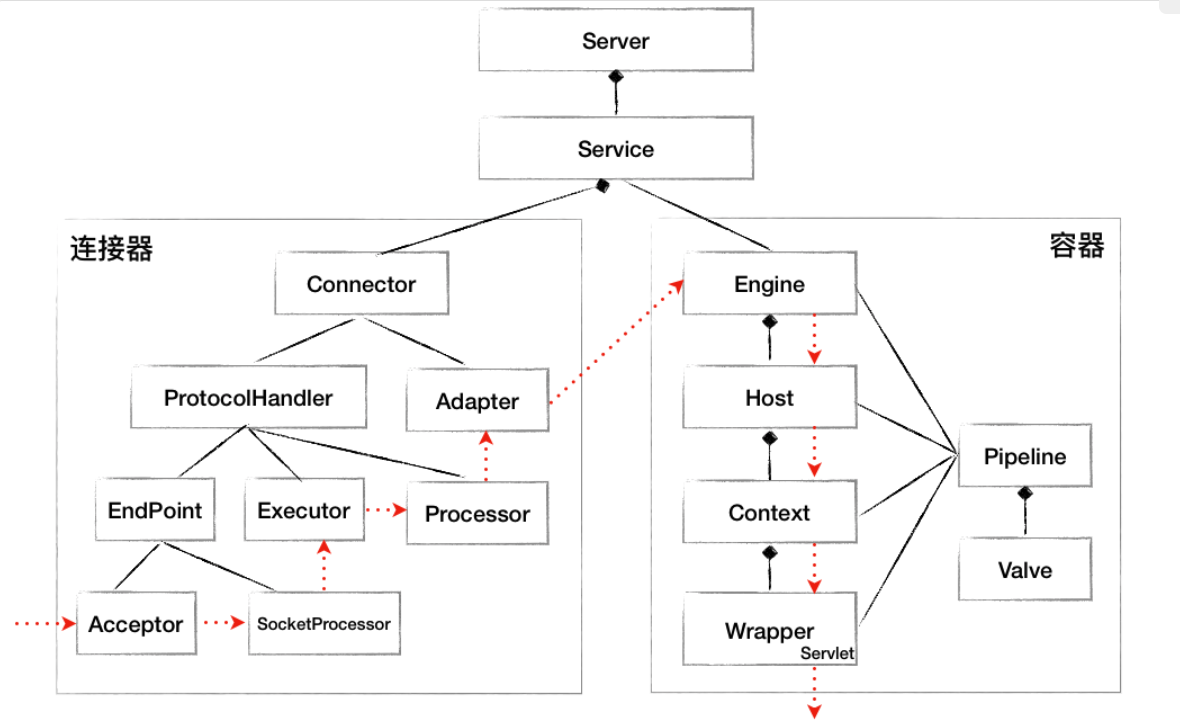 Server
Service
连接器
Connector
ProtocolHandler
Adapter
EndPoint
Executor
Processor
Acceptor
SocketProcessor
容器
Engine
Host
Context
Wrapper
Servlet
Pipeline
Valve